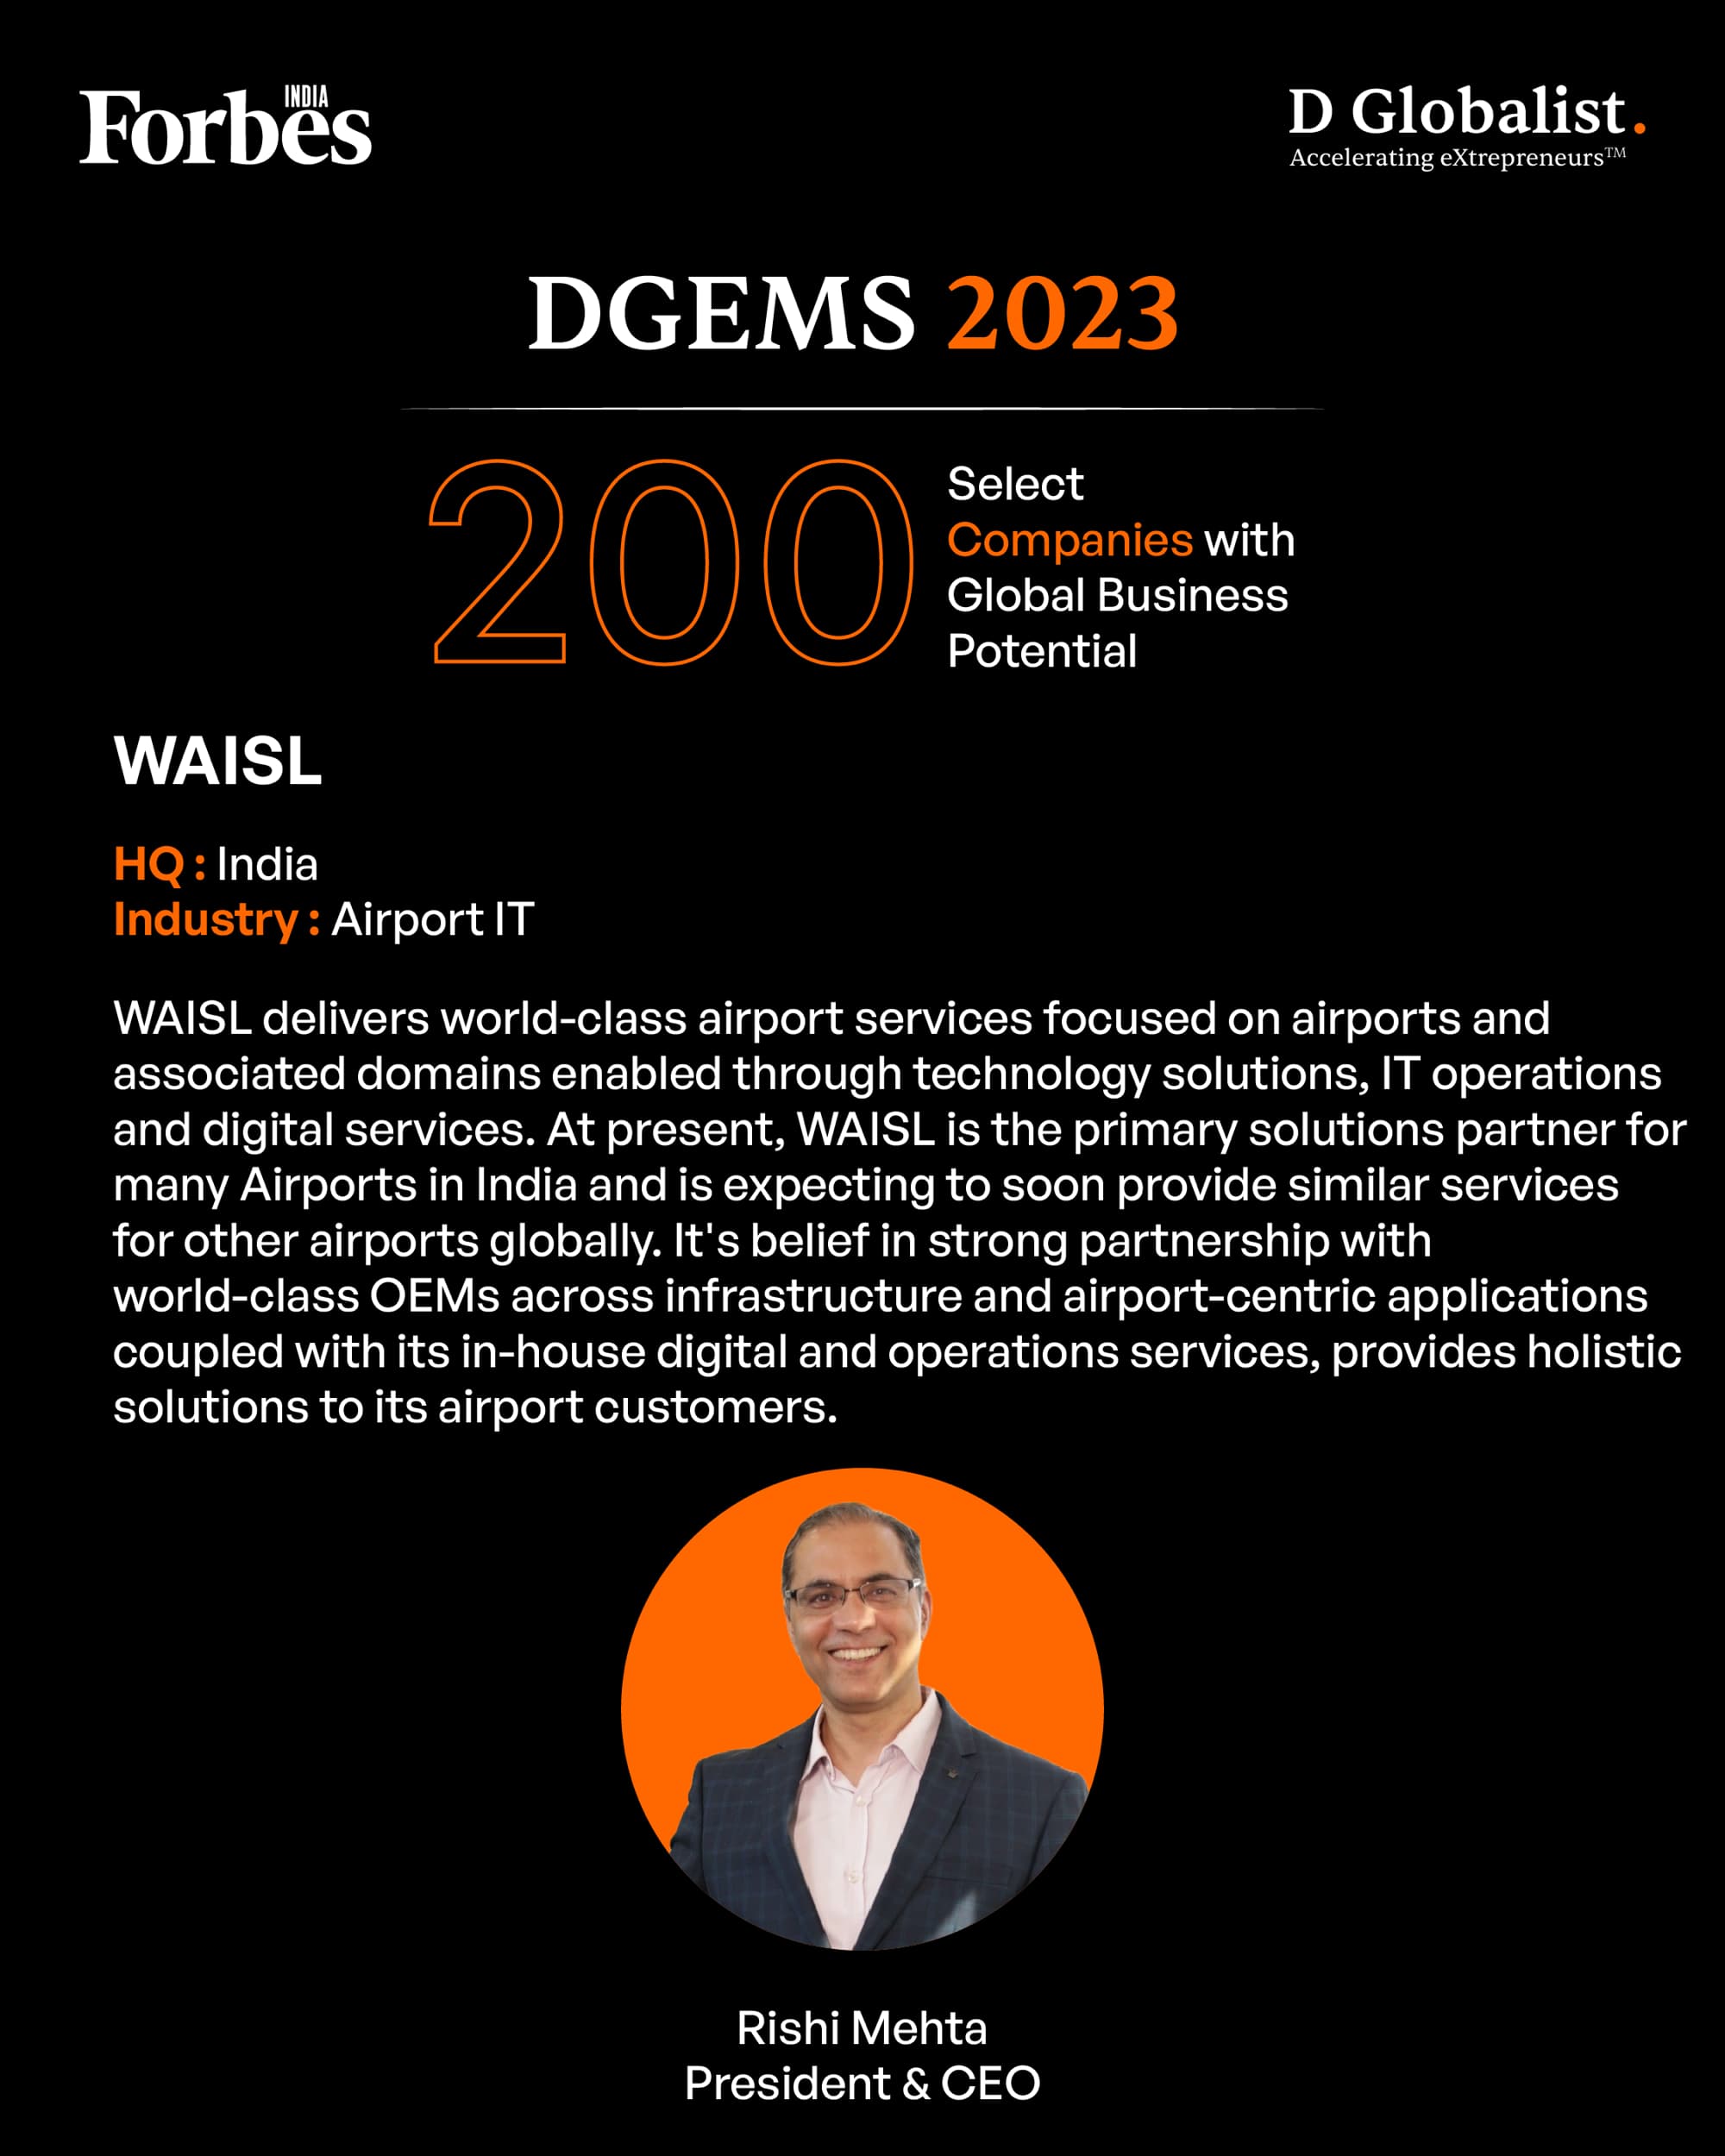 Forbes INDIA
D Globalist.
Accelerating eXtrepreneurs™
DGEMS 2023
200
Select
Companies with
Global Business
Potential
WAISL
HQ : India
Industry : Airport IT
WAISL delivers world-class airport services focused on airports and
associated domains enabled through technology solutions, IT operations
and digital services. At present, WAISL is the primary solutions partner for
many Airports in India and is expecting to soon provide similar services
for other airports globally. It's belief in strong partnership with
world-class OEMs across infrastructure and airport-centric applications
coupled with its in-house digital and operations services, provides holistic
solutions to its airport customers.
Rishi Mehta
President & CEO